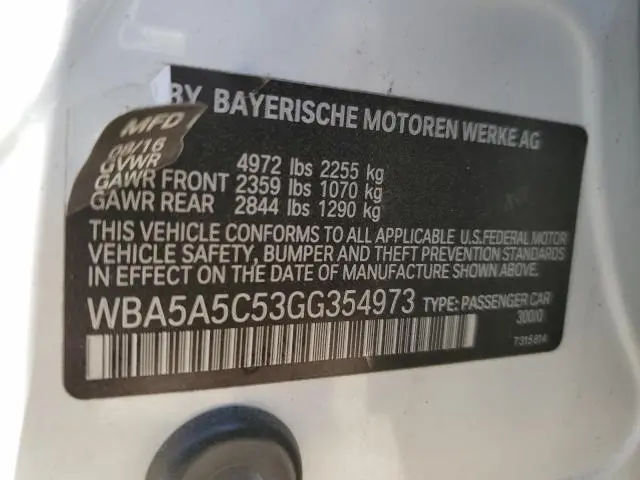 MFD BY BAYERISCHE MOTOREN WERKE AG
08/16
GVWR 4972 lbs 2255 kg
GAWR FRONT 2359 lbs 1070 kg
GAWR REAR 2844 lbs 1290 kg
THIS VEHICLE CONFORMS TO ALL APPLICABLE U.S.FEDERAL MOTOR
VEHICLE SAFETY, BUMPER AND THEFT PREVENTION STANDARDS
IN EFFECT ON THE DATE OF MANUFACTURE SHOWN ABOVE.
WBA5A5C53GG354973 TYPE: PASSENGER CAR
300/0
T315814